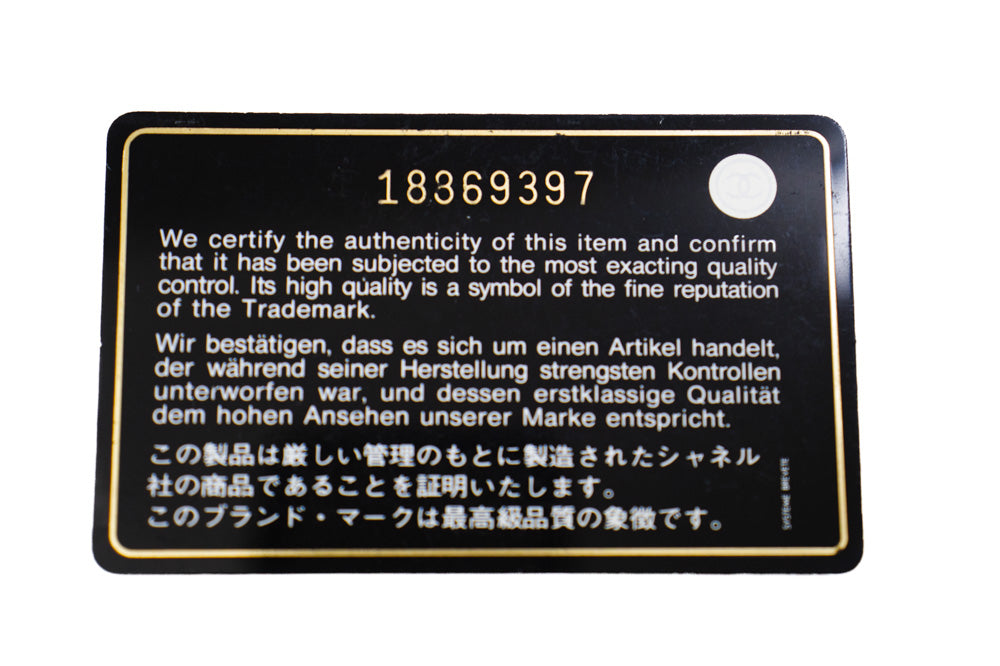 18369397
We certify the authenticity of this item and confirm
that it has been subjected to the most exacting quality
control. Its high quality is a symbol of the fine reputation
of the Trademark.
Wir bestätigen, dass es sich um einen Artikel handelt,
der während seiner Herstellung strengsten Kontrollen
unterworfen war, und dessen erstklassige Qualität
dem hohen Ansehen unserer Marke entspricht.
この製品は厳しい管理のもとに製造されたシャネル
社の商品であることを証明いたします。
このブランド・マークは最高級品質の象徴です。
SYSTEME BREVETE